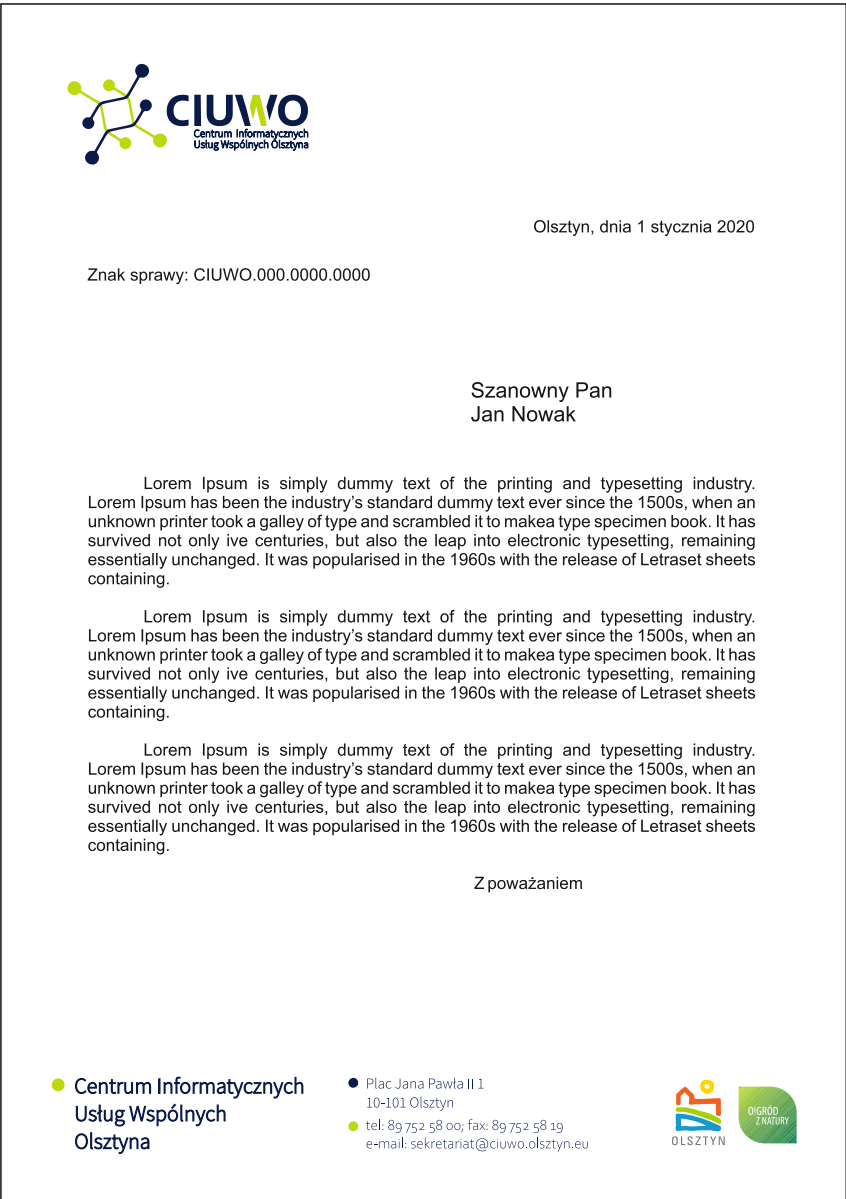 CIUWO
Centrum Informatycznych
Usług Wspólnych Olsztyna
Olsztyn, dnia 1 stycznia 2020
Znak sprawy: CIUWO.000.0000.0000
Szanowny Pan
Jan Nowak
Lorem Ipsum is simply dummy text of the printing and typesetting industry.
Lorem Ipsum has been the industry’s standard dummy text ever since the 1500s, when an
unknown printer took a galley of type and scrambled it to makea type specimen book. It has
survived not only ive centuries, but also the leap into electronic typesetting, remaining
essentially unchanged. It was popularised in the 1960s with the release of Letraset sheets
containing.
Lorem Ipsum is simply dummy text of the printing and typesetting industry.
Lorem Ipsum has been the industry’s standard dummy text ever since the 1500s, when an
unknown printer took a galley of type and scrambled it to makea type specimen book. It has
survived not only ive centuries, but also the leap into electronic typesetting, remaining
essentially unchanged. It was popularised in the 1960s with the release of Letraset sheets
containing.
Lorem Ipsum is simply dummy text of the printing and typesetting industry.
Lorem Ipsum has been the industry’s standard dummy text ever since the 1500s, when an
unknown printer took a galley of type and scrambled it to makea type specimen book. It has
survived not only ive centuries, but also the leap into electronic typesetting, remaining
essentially unchanged. It was popularised in the 1960s with the release of Letraset sheets
containing.
Z poważaniem
Centrum Informatycznych
Usług Wspólnych
Olsztyna
Plac Jana Pawła II 1
10-101 Olsztyn
tel: 89 752 58 00; fax: 89 752 58 19
e-mail: sekretariat@ciuwo.olsztyn.eu
OLSZTYN
O!GRÓD
Z NATURY